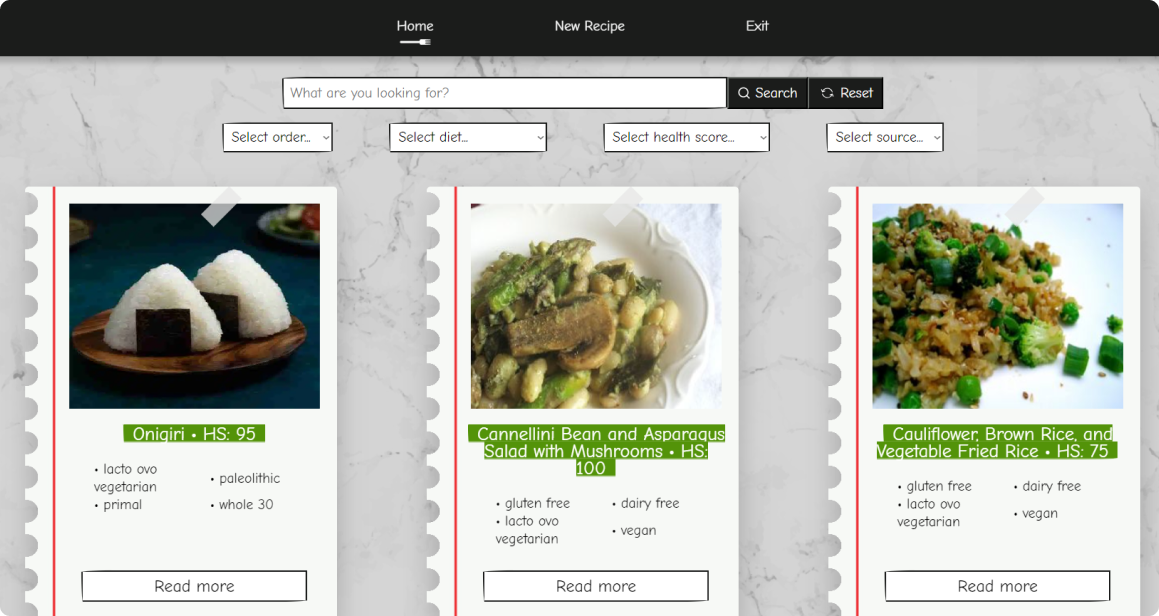 Home New Recipe Exit
What are you looking for? Search Reset
Select order... Select diet... Select health score... Select source...
Onigiri • HS: 95
• lacto ovo vegetarian
• primal
• paleolithic
• whole 30
Read more
Cannellini Bean and Asparagus
Salad with Mushrooms • HS:
100
• gluten free
• lacto ovo
vegetarian
• dairy free
• vegan
Read more
Cauliflower, Brown Rice, and
Vegetable Fried Rice • HS: 75
• gluten free
• lacto ovo
vegetarian
• dairy free
• vegan
Read more